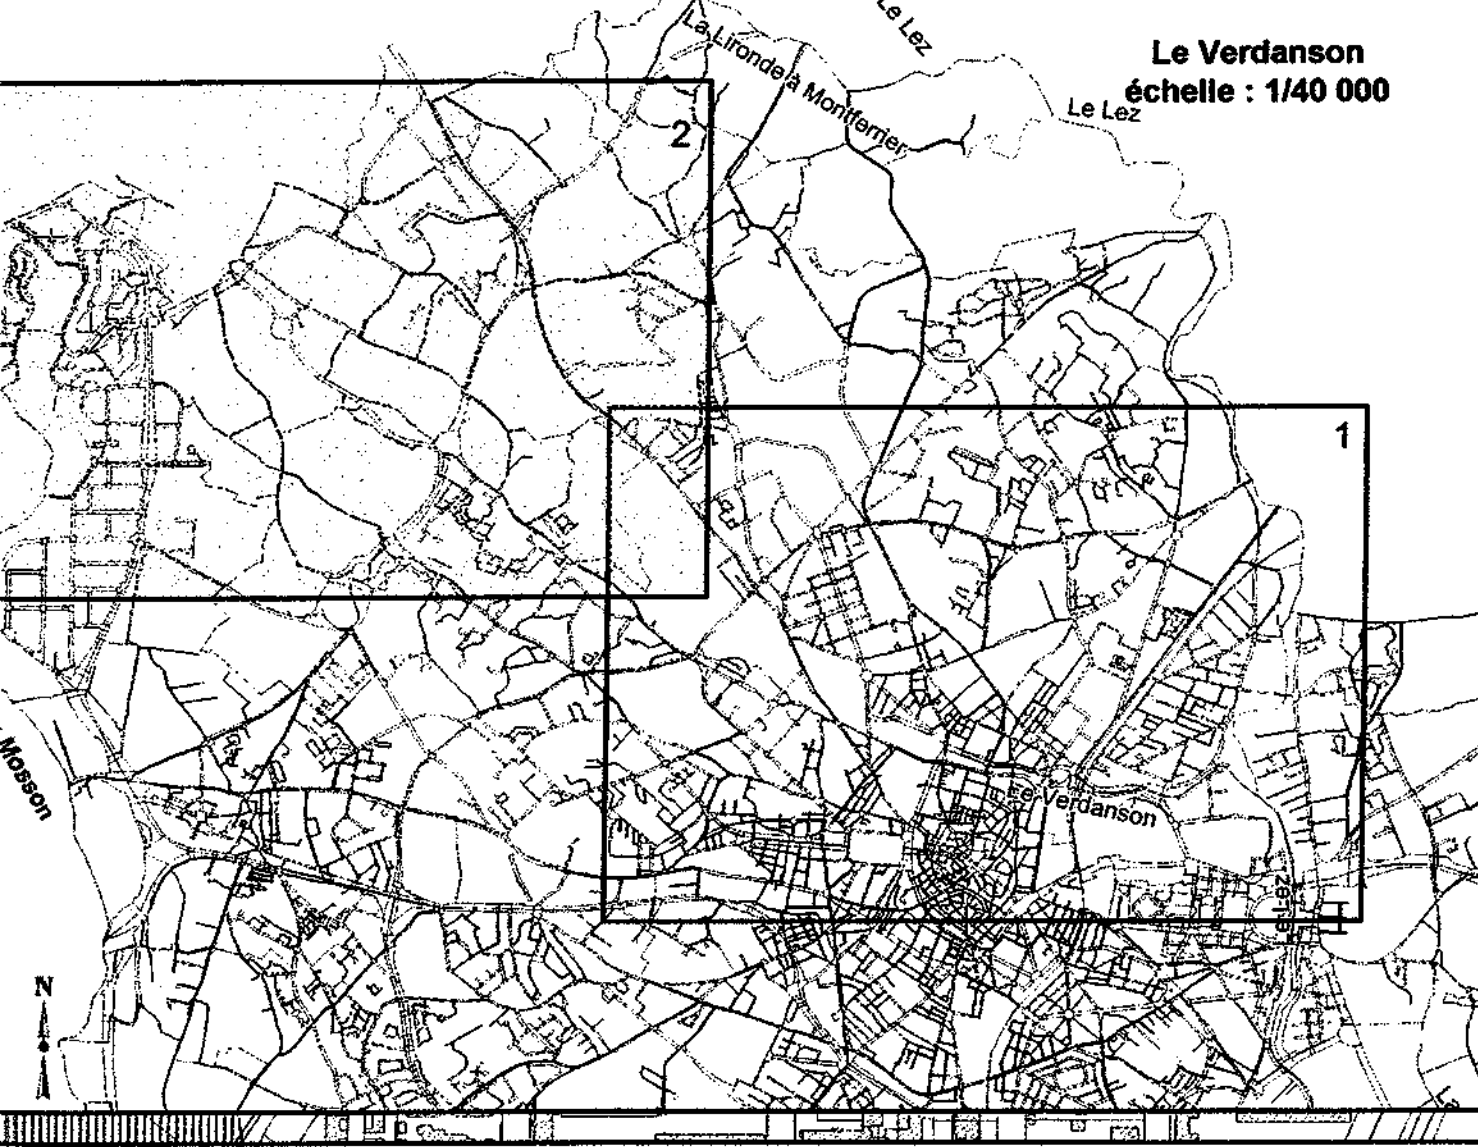 Le Lez
La Lironde à Montferrier
Le Verdanson
échelle : 1/40 000
Le Lez
2
1
Mosson
Le Verdanson
N